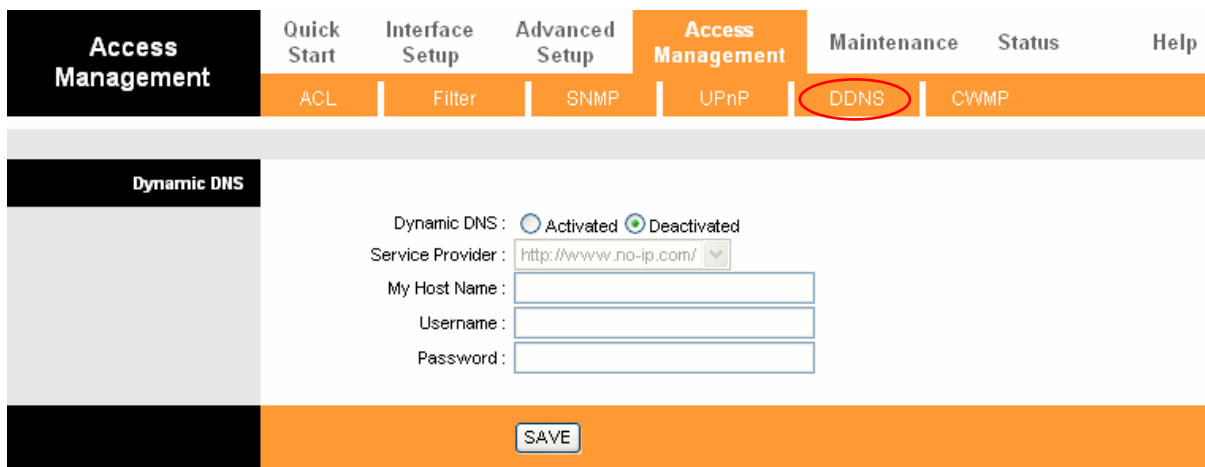 Access Management
Quick Start
Interface Setup
Advanced Setup
Access Management
Maintenance
Status
Help
ACL
Filter
SNMP
UPnP
DDNS
CWMP
Dynamic DNS
Dynamic DNS : Activated Deactivated
Service Provider : http://www.no-ip.com/
My Host Name :
Username :
Password :
SAVE